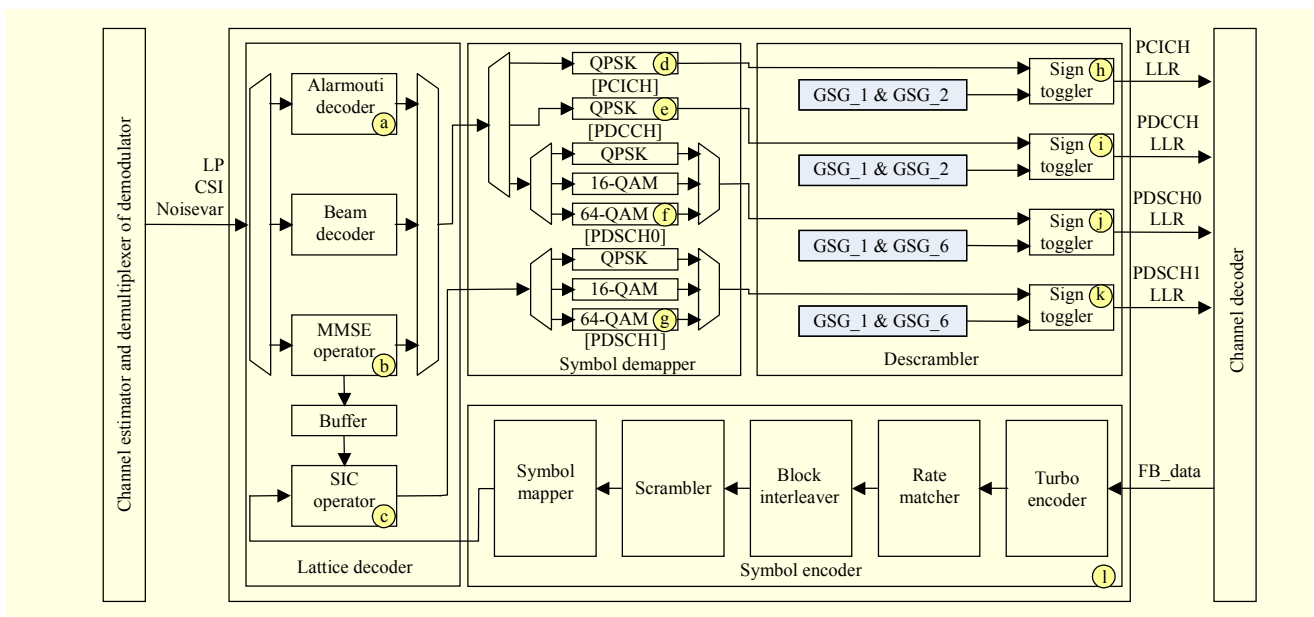 Channel estimator and demultiplexer of demodulator
LP
CSI
Noisevar
Alarmouti
decoder
a
Beam
decoder
MMSE
operator
b
Buffer
SIC
operator
c
Lattice decoder
QPSK
d
[PCICH]
QPSK
e
[PDCCH]
QPSK
16-QAM
64-QAM
f
[PDSCH0]
QPSK
16-QAM
64-QAM
g
[PDSCH1]
Symbol demapper
GSG_1 & GSG_2
Sign
toggler
h
GSG_1 & GSG_2
Sign
toggler
i
GSG_1 & GSG_6
Sign
toggler
j
GSG_1 & GSG_6
Sign
toggler
k
Descrambler
PCICH
LLR
PDCCH
LLR
PDSCH0
LLR
PDSCH1
LLR
Channel decoder
Symbol
mapper
Scrambler
Block
interleaver
Rate
matcher
Turbo
encoder
FB_data
Symbol encoder
l